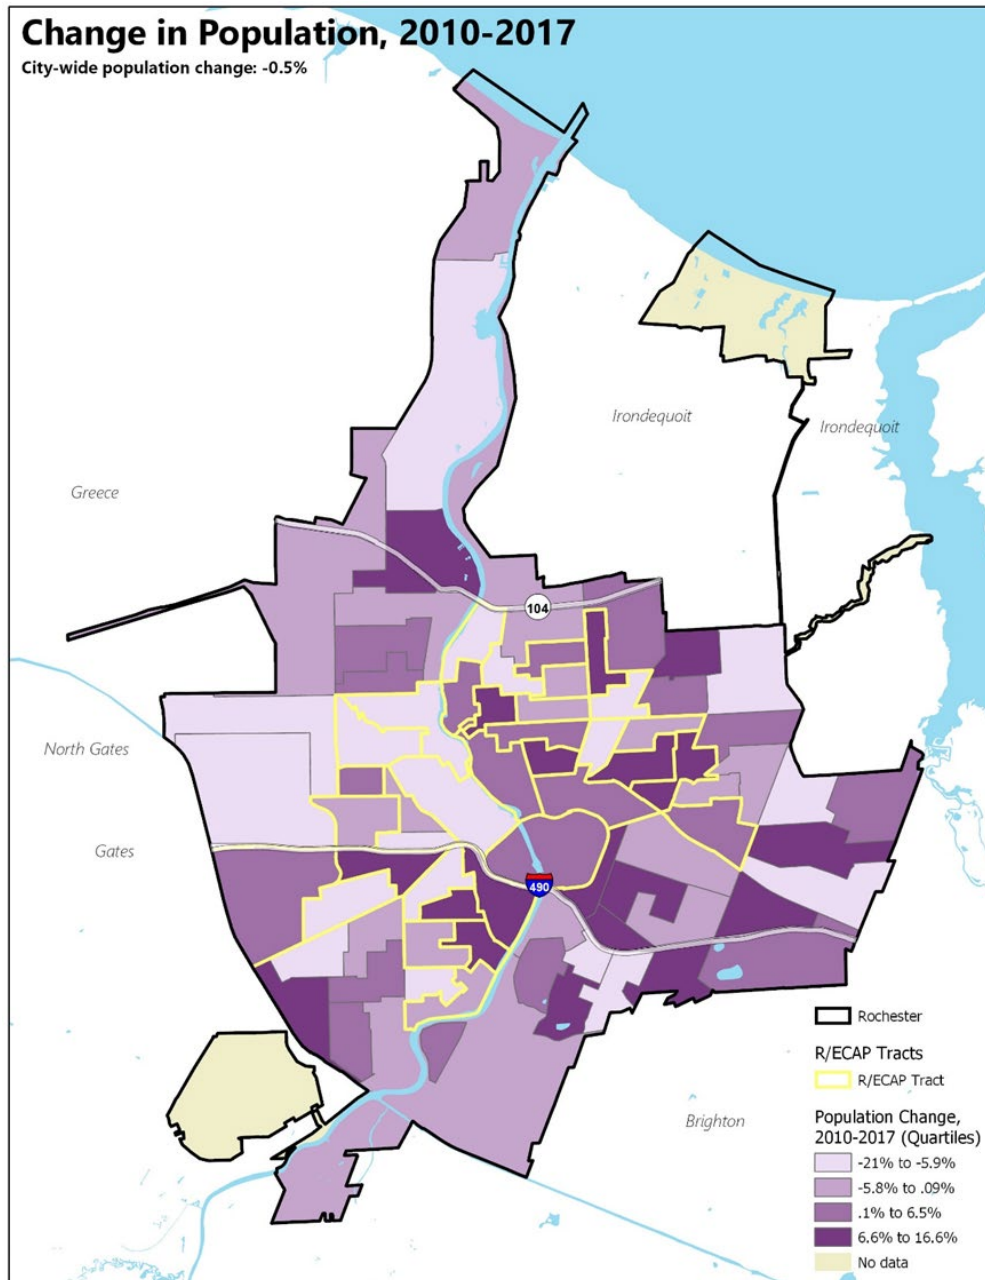 Change in Population, 2010-2017
City-wide population change: -0.5%
Irondequoit
Irondequoit
Greece
104
North Gates
Gates
490
Brighton
Rochester
R/ECAP Tracts
R/ECAP Tract
Population Change,
2010-2017 (Quartiles)
-21% to -5.9%
-5.8% to .09%
.1% to 6.5%
6.6% to 16.6%
No data